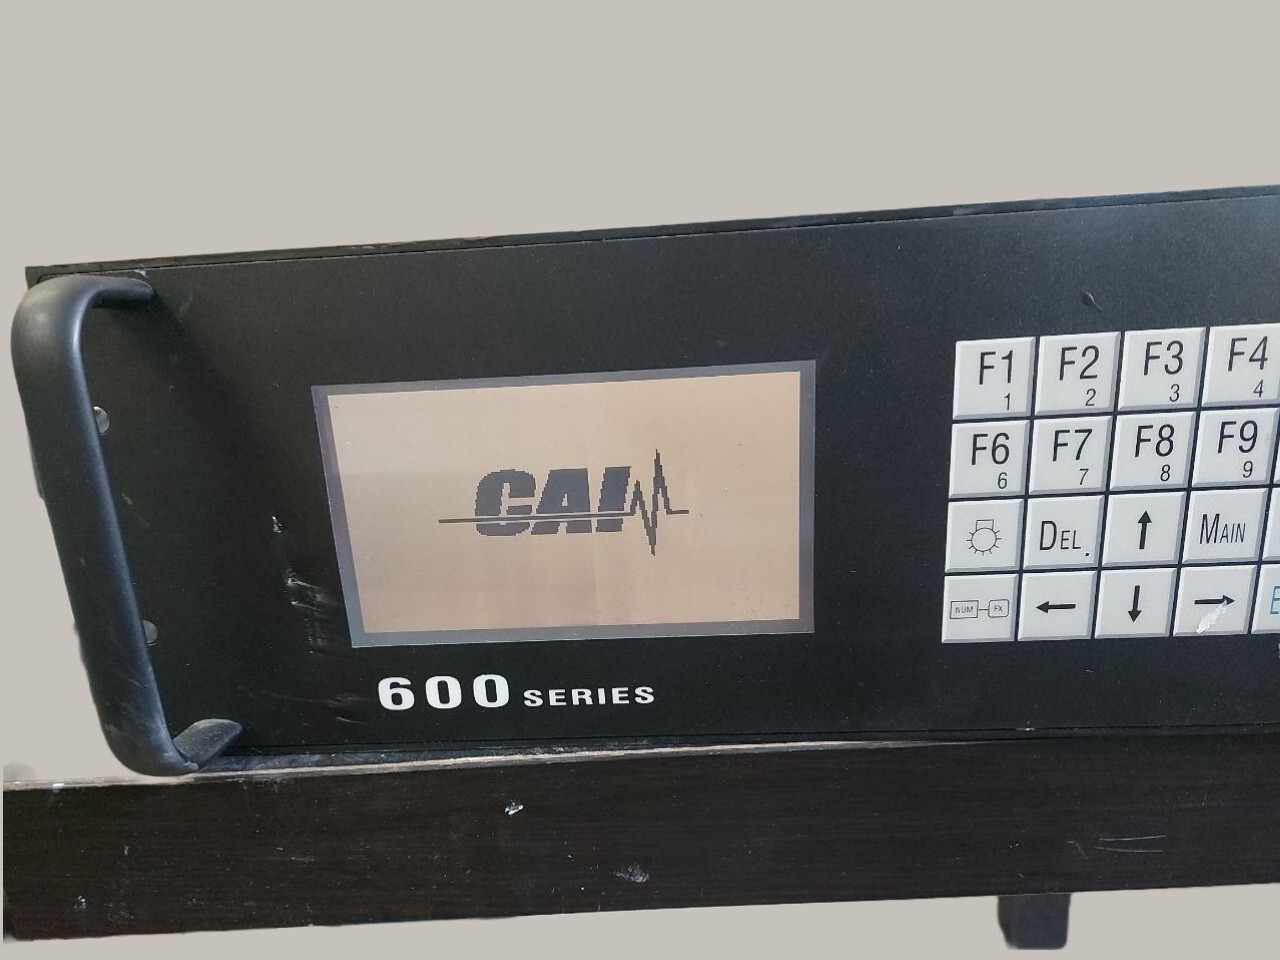 CAI
F1 F2 F3 F4
1 2 3 4
F6 F7 F8 F9
6 7 8 9
DEL. MAIN
NUM FX
E
600 SERIES